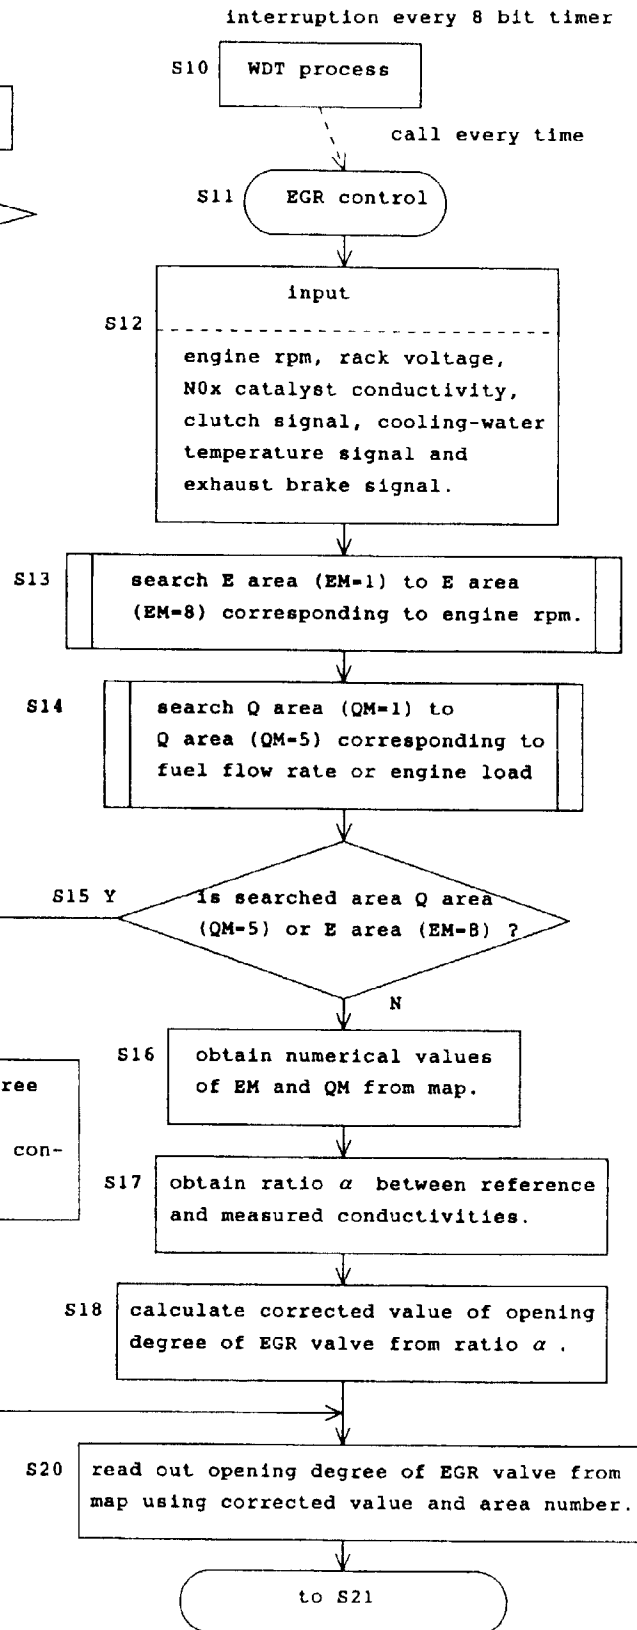 interruption every 8 bit timer
S10 WDT process
call every time
S11 EGR control
input
S12
engine rpm, rack voltage,
N0x catalyst conductivity,
clutch signal, cooling-water
temperature signal and
exhaust brake signal.
S13 search E area (EM=1) to E area
(EM=8) corresponding to engine rpm.
S14 search Q area (QM=1) to
Q area (QM=5) corresponding to
fuel flow rate or engine load
S15 Y is searched area Q area
(QM=5) or E area (EM=8) ?
N
S16 obtain numerical values
of EM and QM from map.
ree
con-
S17 obtain ratio α between reference
and measured conductivities.
S18 calculate corrected value of opening
degree of EGR valve from ratio α .
S20 read out opening degree of EGR valve from
map using corrected value and area number.
to S21